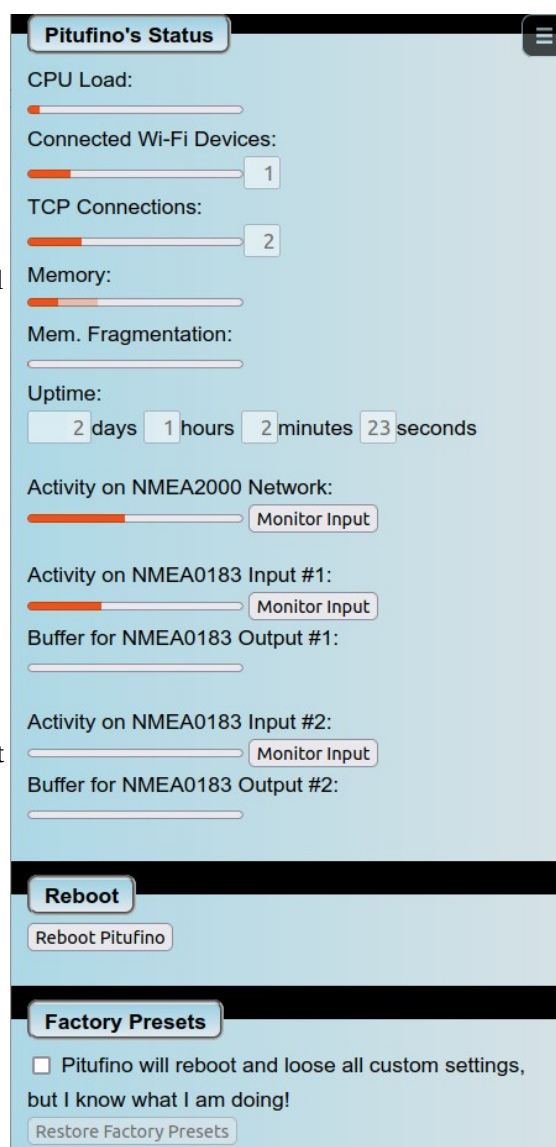 Pitufino's Status
CPU Load:
Connected Wi-Fi Devices:
1
TCP Connections:
2
Memory:
Mem. Fragmentation:
Uptime:
2 days 1 hours 2 minutes 23 seconds
Activity on NMEA2000 Network:
Monitor Input
Activity on NMEA0183 Input #1:
Monitor Input
Buffer for NMEA0183 Output #1:
Activity on NMEA0183 Input #2:
Monitor Input
Buffer for NMEA0183 Output #2:
Reboot
Reboot Pitufino
Factory Presets
Pitufino will reboot and loose all custom settings,
but I know what I am doing!
Restore Factory Presets